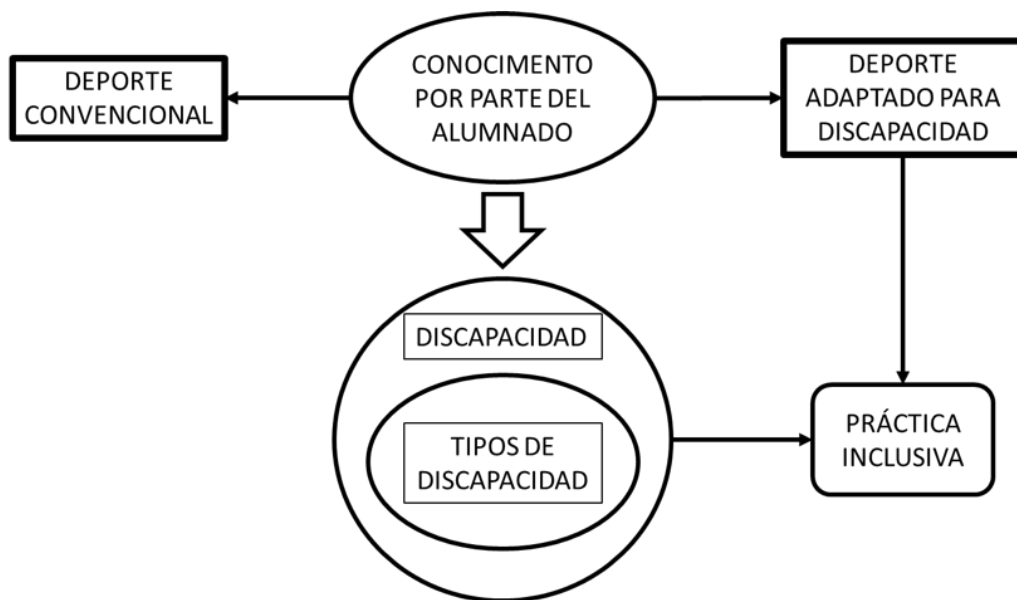 DEPORTE
CONVENCIONAL
CONOCIMENTO
POR PARTE DEL
ALUMNADO
DEPORTE
ADAPTADO PARA
DISCAPACIDAD
DISCAPACIDAD
TIPOS DE
DISCAPACIDAD
PRÁCTICA
INCLUSIVA